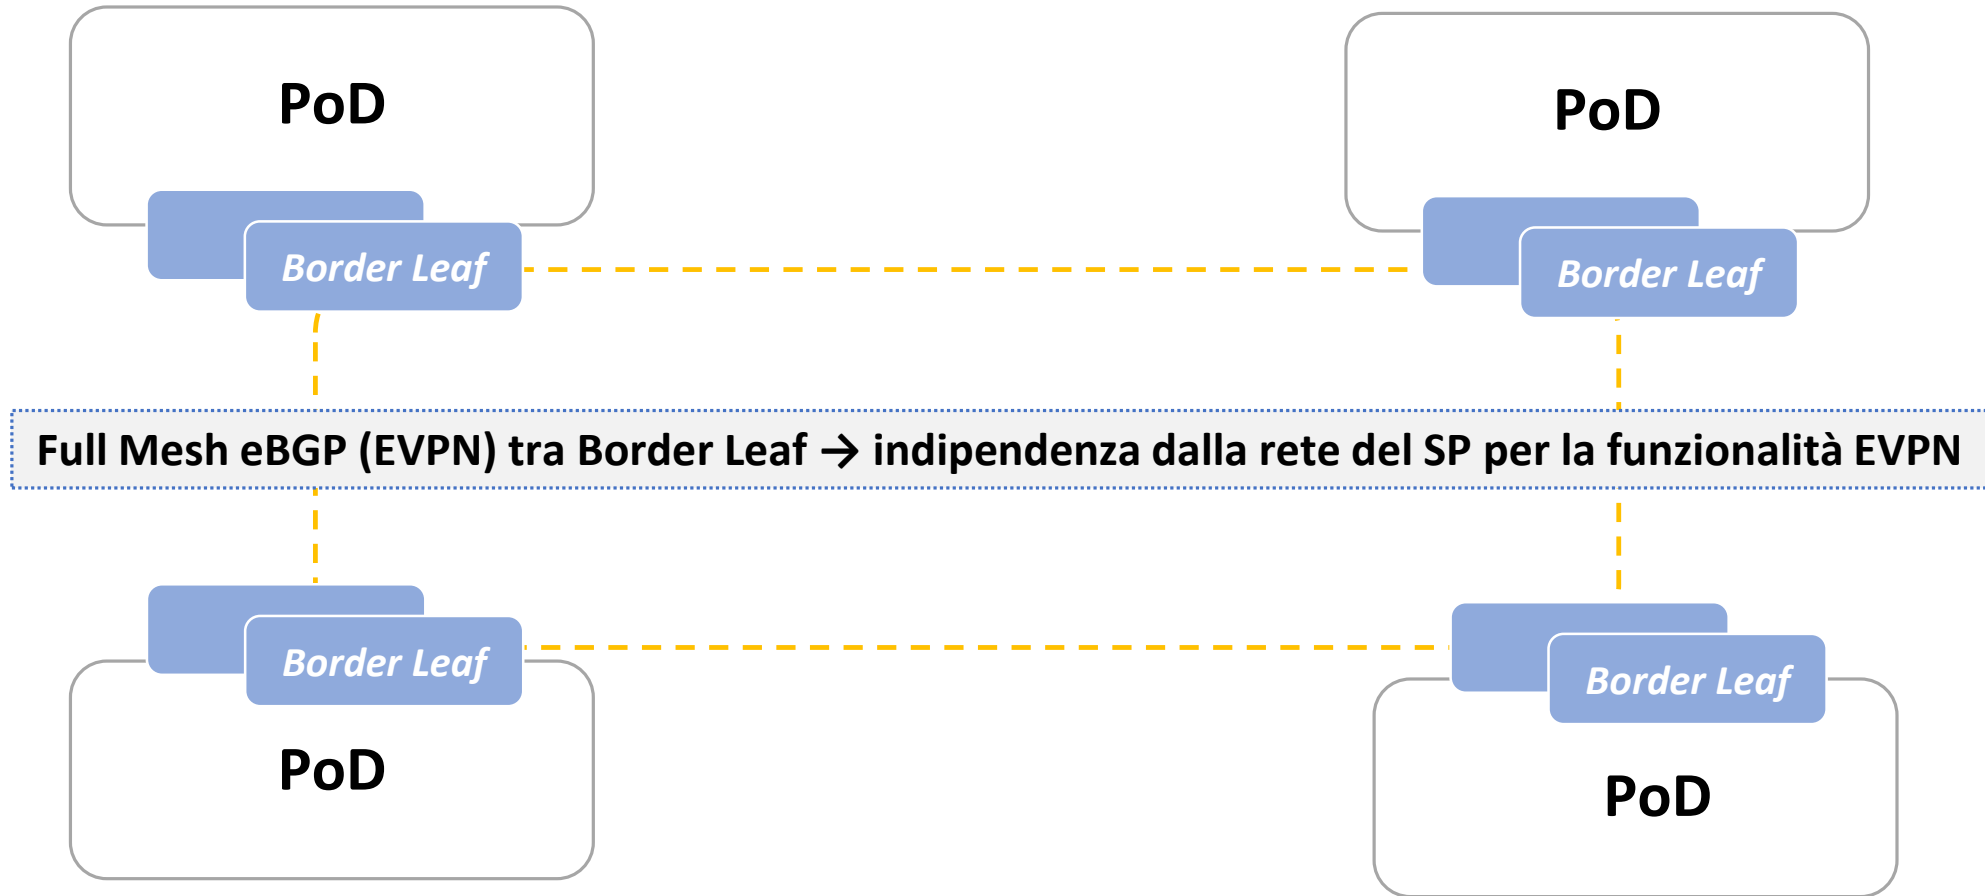 PoD
PoD
Border Leaf
Border Leaf
Full Mesh eBGP (EVPN) tra Border Leaf → indipendenza dalla rete del SP per la funzionalità EVPN
Border Leaf
Border Leaf
PoD
PoD